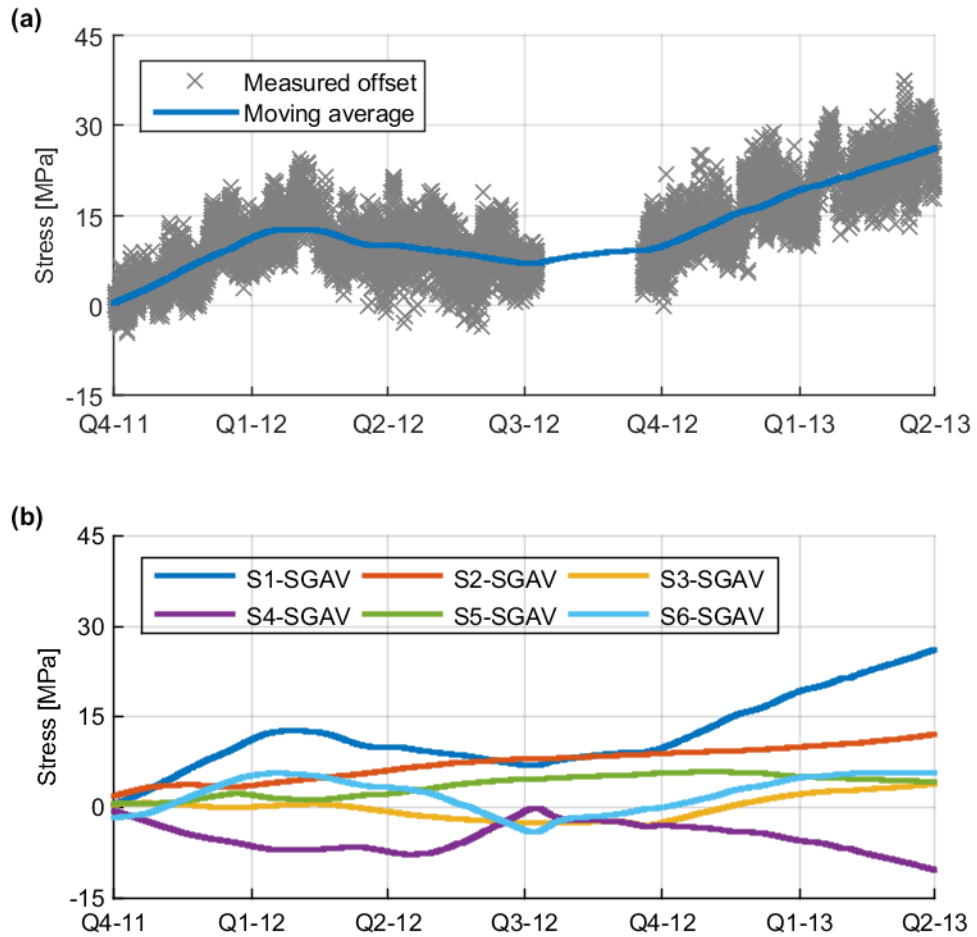 (a)
45
30
15
0
-15
Stress [MPa]
Measured offset
Moving average
Q4-11 Q1-12 Q2-12 Q3-12 Q4-12 Q1-13 Q2-13
(b)
45
30
15
0
-15
Stress [MPa]
S1-SGAV S2-SGAV S3-SGAV
S4-SGAV S5-SGAV S6-SGAV
Q4-11 Q1-12 Q2-12 Q3-12 Q4-12 Q1-13 Q2-13